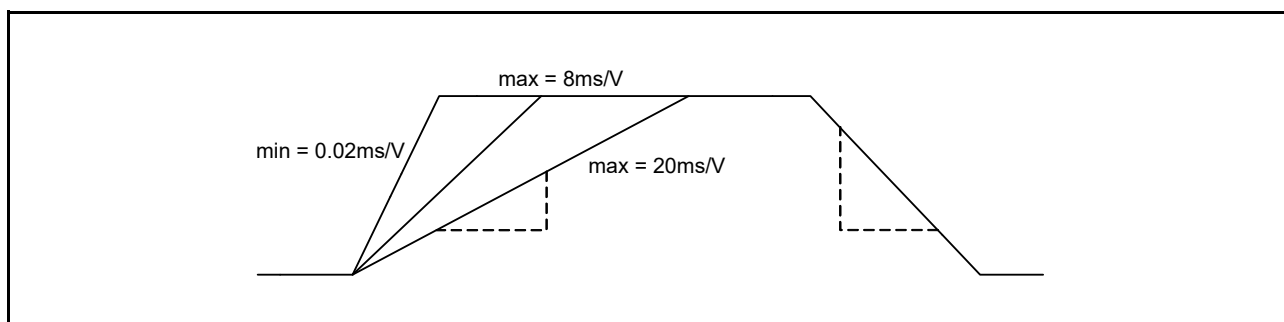 max = 8ms/V
min = 0.02ms/V
max = 20ms/V